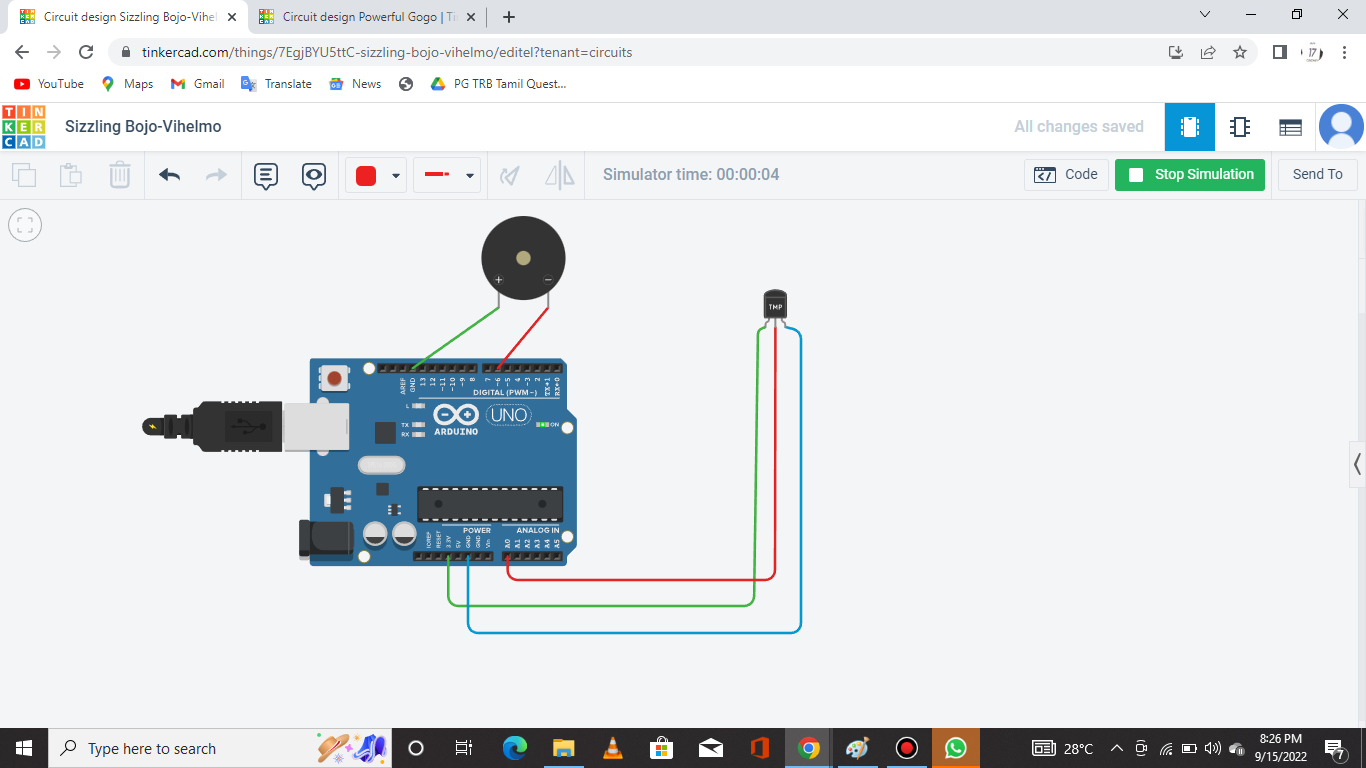 Circuit design Sizzling Bojo-Vihel
Circuit design Powerful Gogo | Ti
tinkercad.com/things/7EgjBYU5ttC-sizzling-bojo-vihelmo/editel?tenant=circuits
17
YouTube
Maps
Gmail
Translate
News
PG TRB Tamil Quest...
TIN
KER
CAD
Sizzling Bojo-Vihelmo
All changes saved
Simulator time: 00:00:04
Code
Stop Simulation
Send To
+ −
TMP
AREF GND 13 12 ~11 ~10 ~9 8 7 ~6 ~5 4 ~3 2 TX→1 RX←0
DIGITAL (PWM ~)
L
TX
RX
UNO
ARDUINO
ON
POWER ANALOG IN
IOREF RESET 3.3V 5V GND GND Vin A0 A1 A2 A3 A4 A5
Type here to search
28°C
8:26 PM
9/15/2022
7